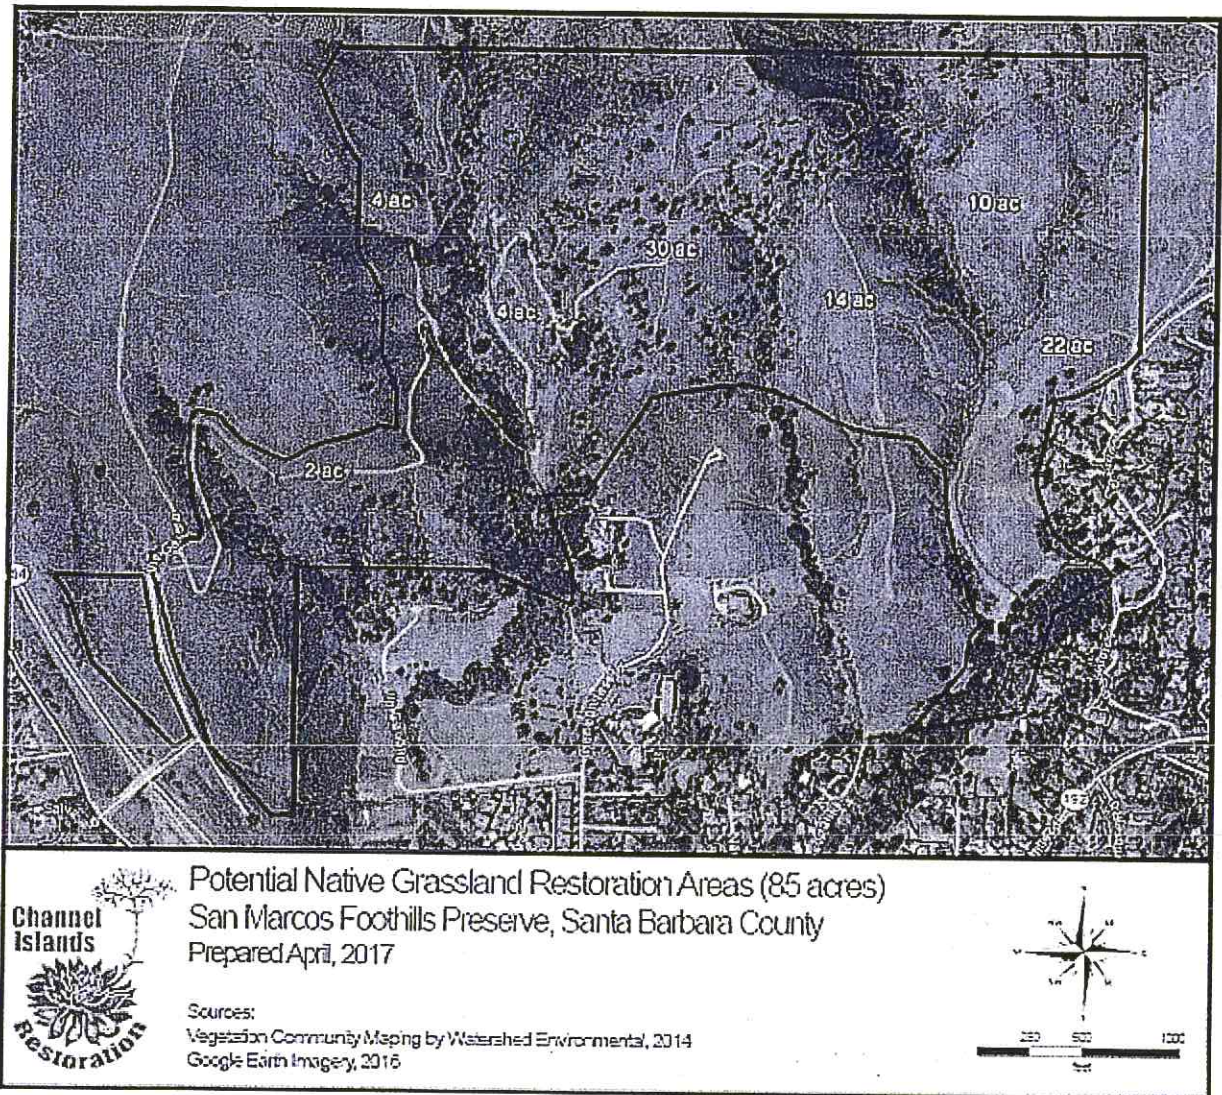 4 ac
10 ac
30 ac
4 ac
14 ac
22 ac
2 ac
192
Channel
Islands
Restoration
Potential Native Grassland Restoration Areas (85 acres)
San Marcos Foothills Preserve, Santa Barbara County
Prepared April, 2017
Sources:
Vegetation Community Maping by Watershed Environmental, 2014
Google Earth Imagery, 2016
250 500 1000